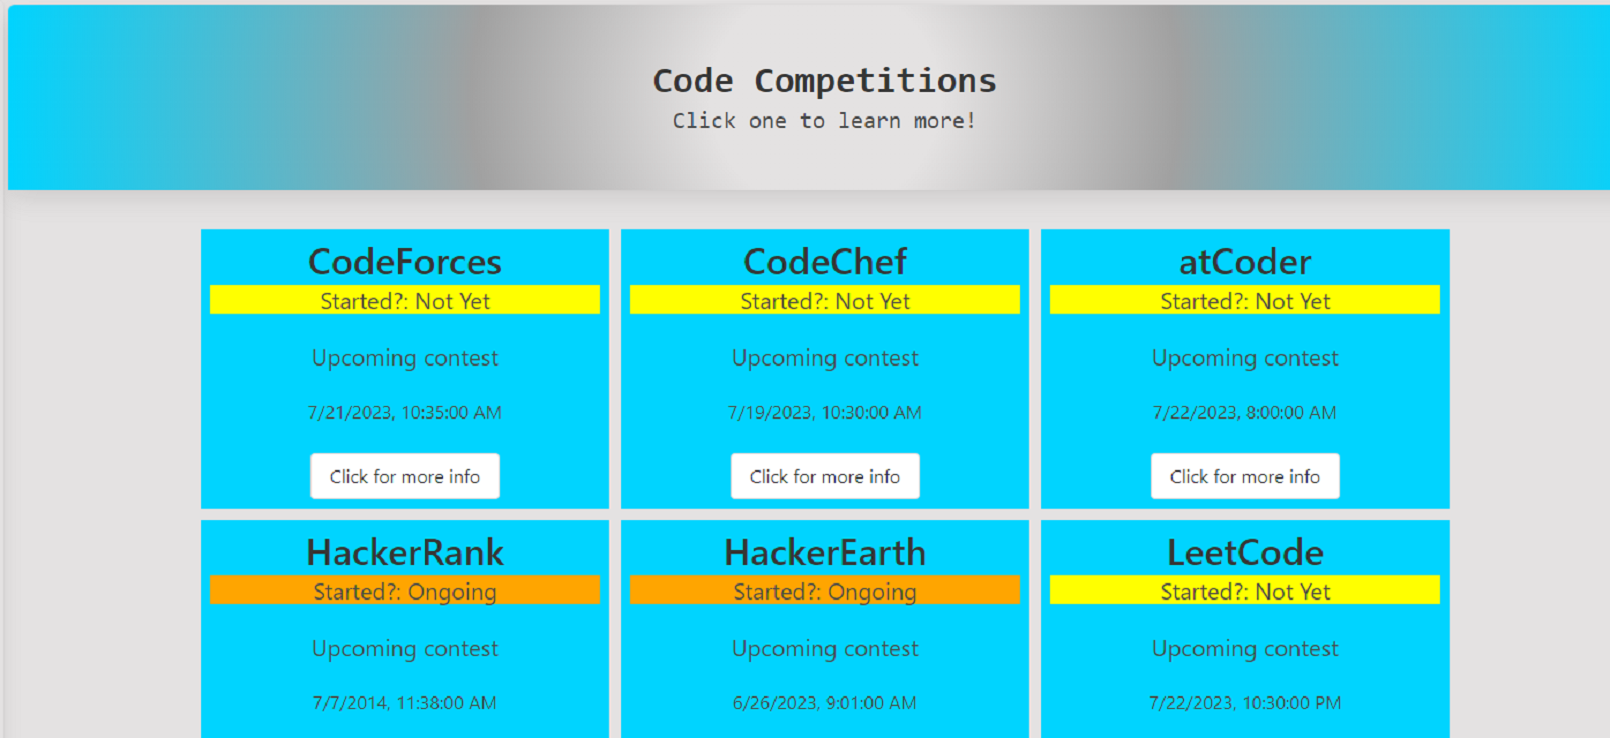 Code Competitions
Click one to learn more!
CodeForces
Started?: Not Yet
Upcoming contest
7/21/2023, 10:35:00 AM
Click for more info
CodeChef
Started?: Not Yet
Upcoming contest
7/19/2023, 10:30:00 AM
Click for more info
atCoder
Started?: Not Yet
Upcoming contest
7/22/2023, 8:00:00 AM
Click for more info
HackerRank
Started?: Ongoing
Upcoming contest
7/7/2014, 11:38:00 AM
HackerEarth
Started?: Ongoing
Upcoming contest
6/26/2023, 9:01:00 AM
LeetCode
Started?: Not Yet
Upcoming contest
7/22/2023, 10:30:00 PM